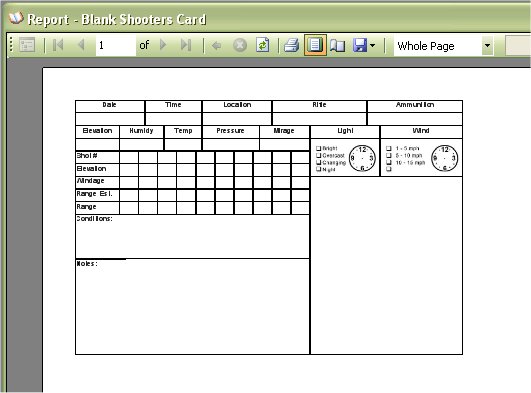 Report - Blank Shooters Card
1 of Whole Page
Date Time Location Rifle Ammunition
Elevation Humidy Temp Pressure Mirage Light Wind
Bright
Overcast
Changing
Night
12
9 3
6
1 - 5 mph
5 - 10 mph
10 - 15 mph
12
9 3
6
Shot #
Elevation
Windage
Range Est.
Range
Conditions:
Notes: